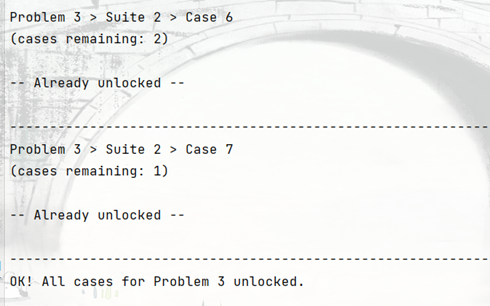 Problem 3 > Suite 2 > Case 6
(cases remaining: 2)
-- Already unlocked --
---------------------------------------------------------------------
Problem 3 > Suite 2 > Case 7
(cases remaining: 1)
-- Already unlocked --
---------------------------------------------------------------------
OK! All cases for Problem 3 unlocked.